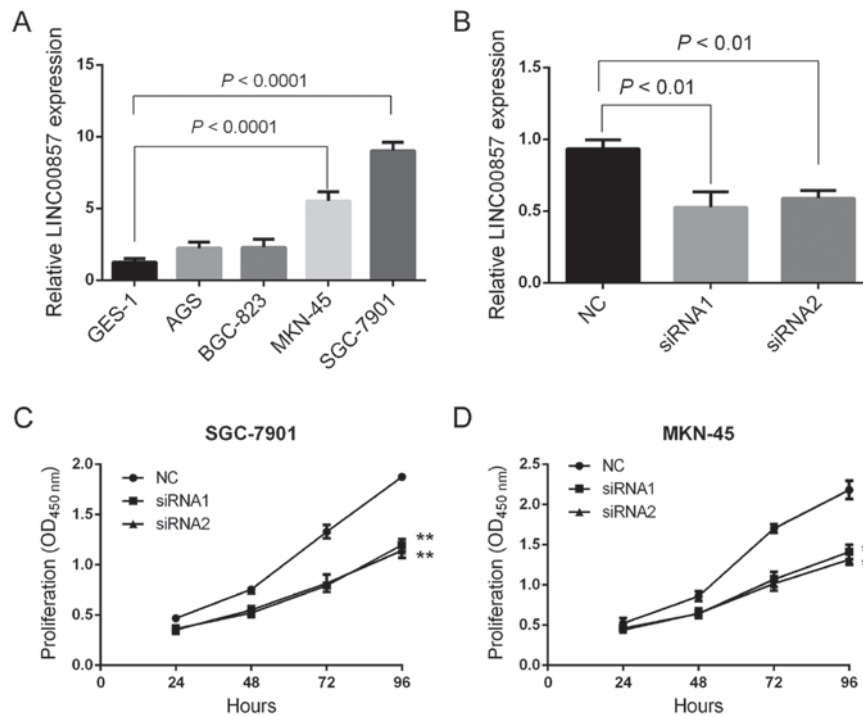 A
Relative LINC00857 expression
15
10
5
0
P < 0.0001
P < 0.0001
GES-1
AGS
BGC-823
MKN-45
SGC-7901
B
Relative LINC00857 expression
1.5
1.0
0.5
0.0
P < 0.01
P < 0.01
NC
siRNA1
siRNA2
C
SGC-7901
Proliferation (OD450 nm)
2.0
1.5
1.0
0.5
0.0
NC
siRNA1
siRNA2
**
**
0
24
48
72
96
Hours
D
MKN-45
Proliferation (OD450 nm)
2.5
2.0
1.5
1.0
0.5
0.0
NC
siRNA1
siRNA2
0
24
48
72
96
Hours